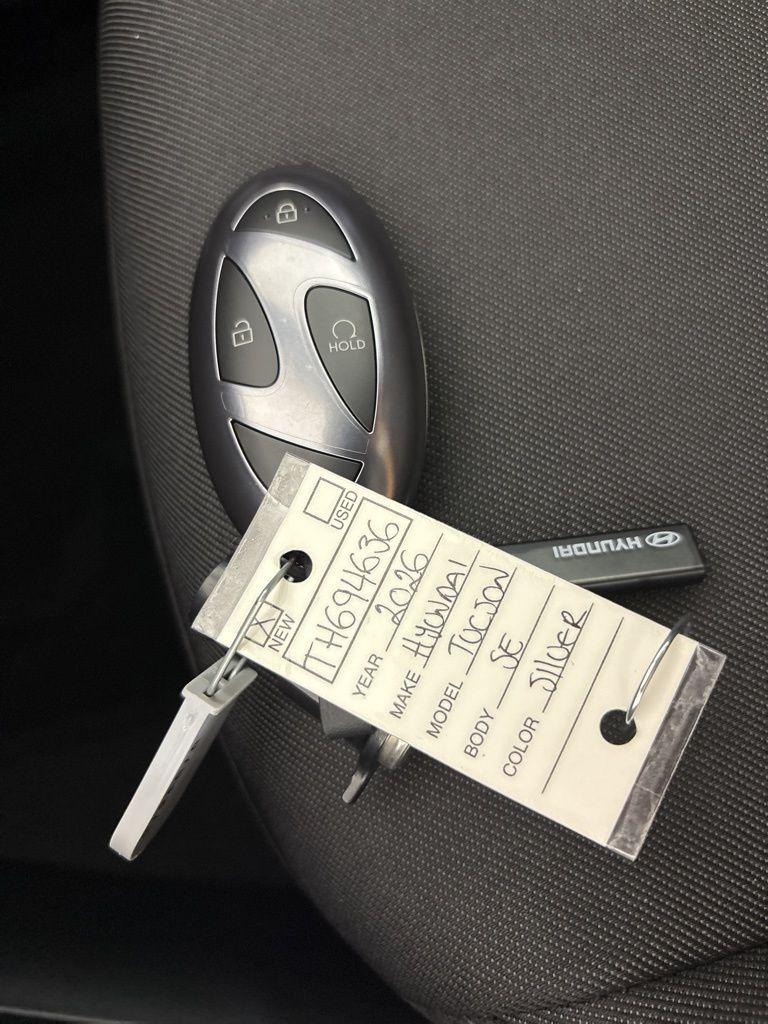 HOLD
HYUNDAI
USED
NEW X
TH694636
YEAR 2026
MAKE HYUNDAI
MODEL TUCSON
BODY SE
COLOR SILVER